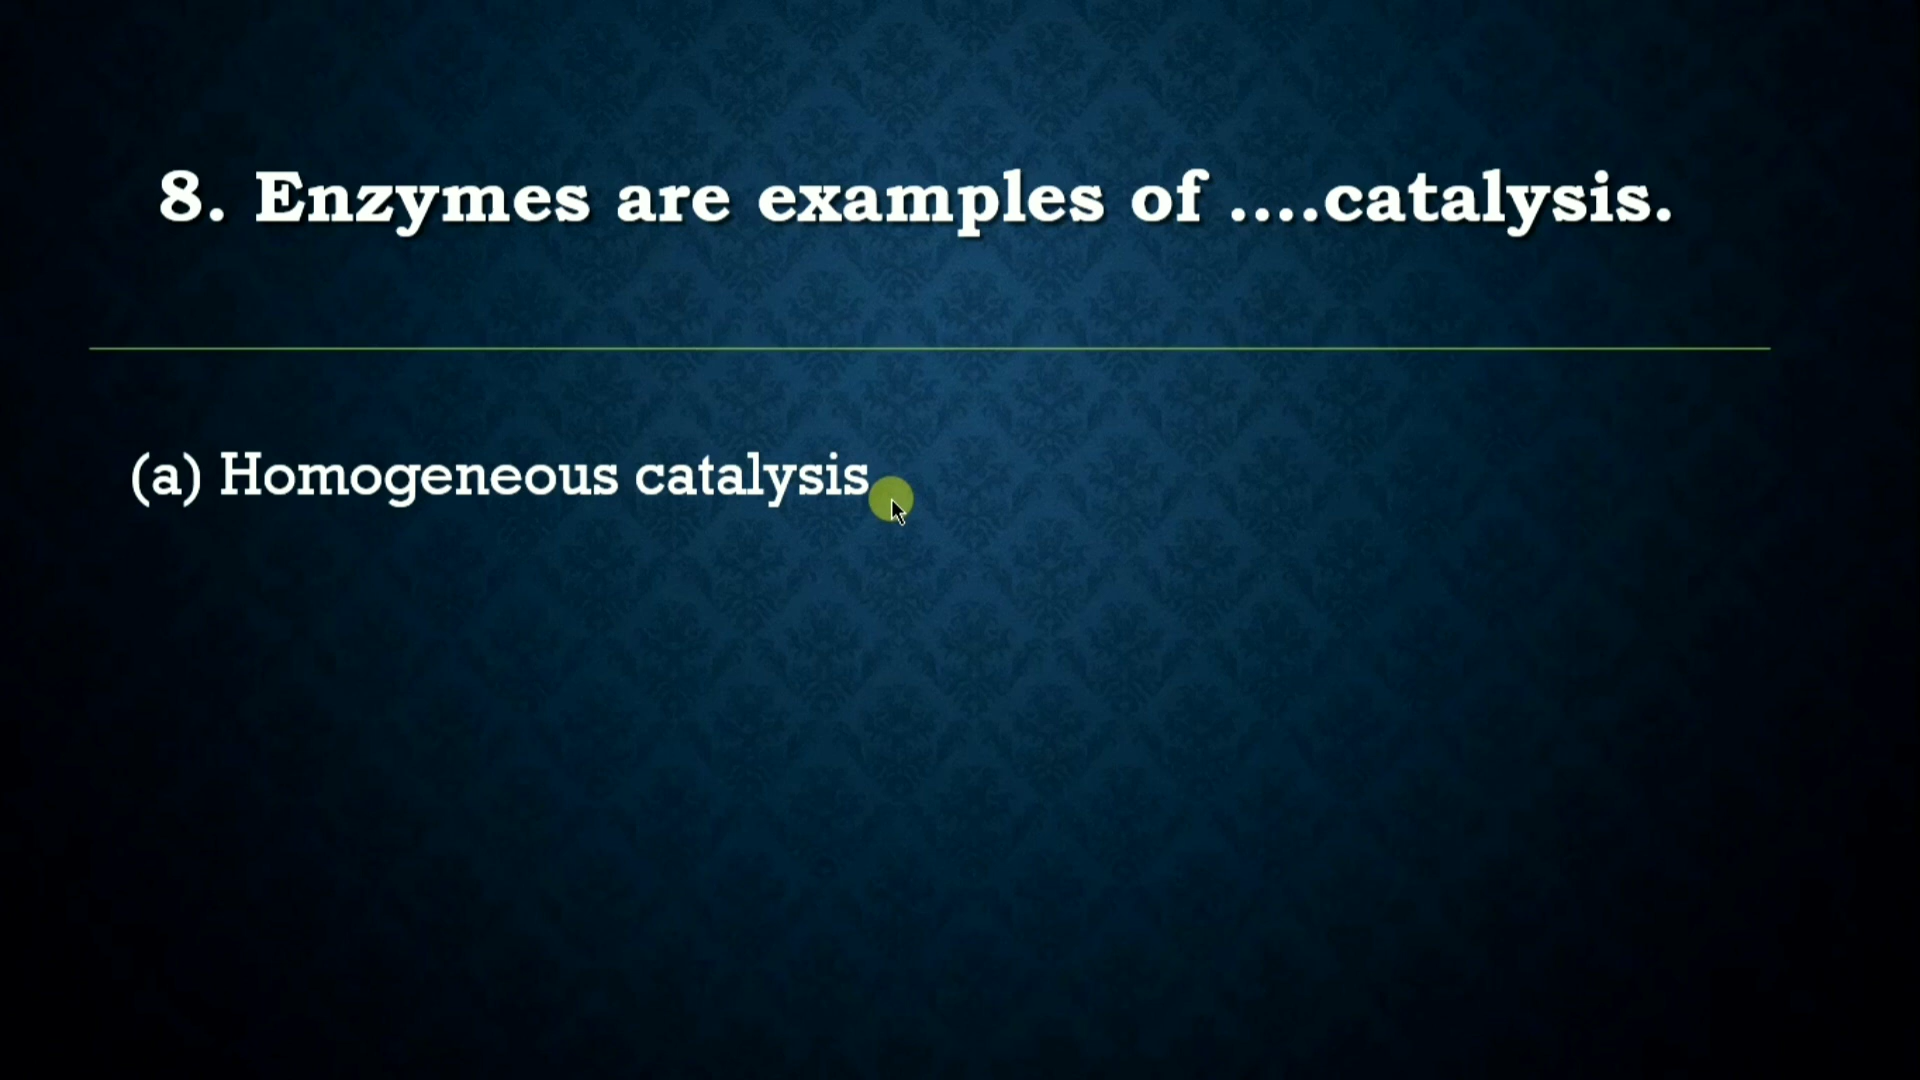 8. Enzymes are examples of ....catalysis.
(a) Homogeneous catalysis